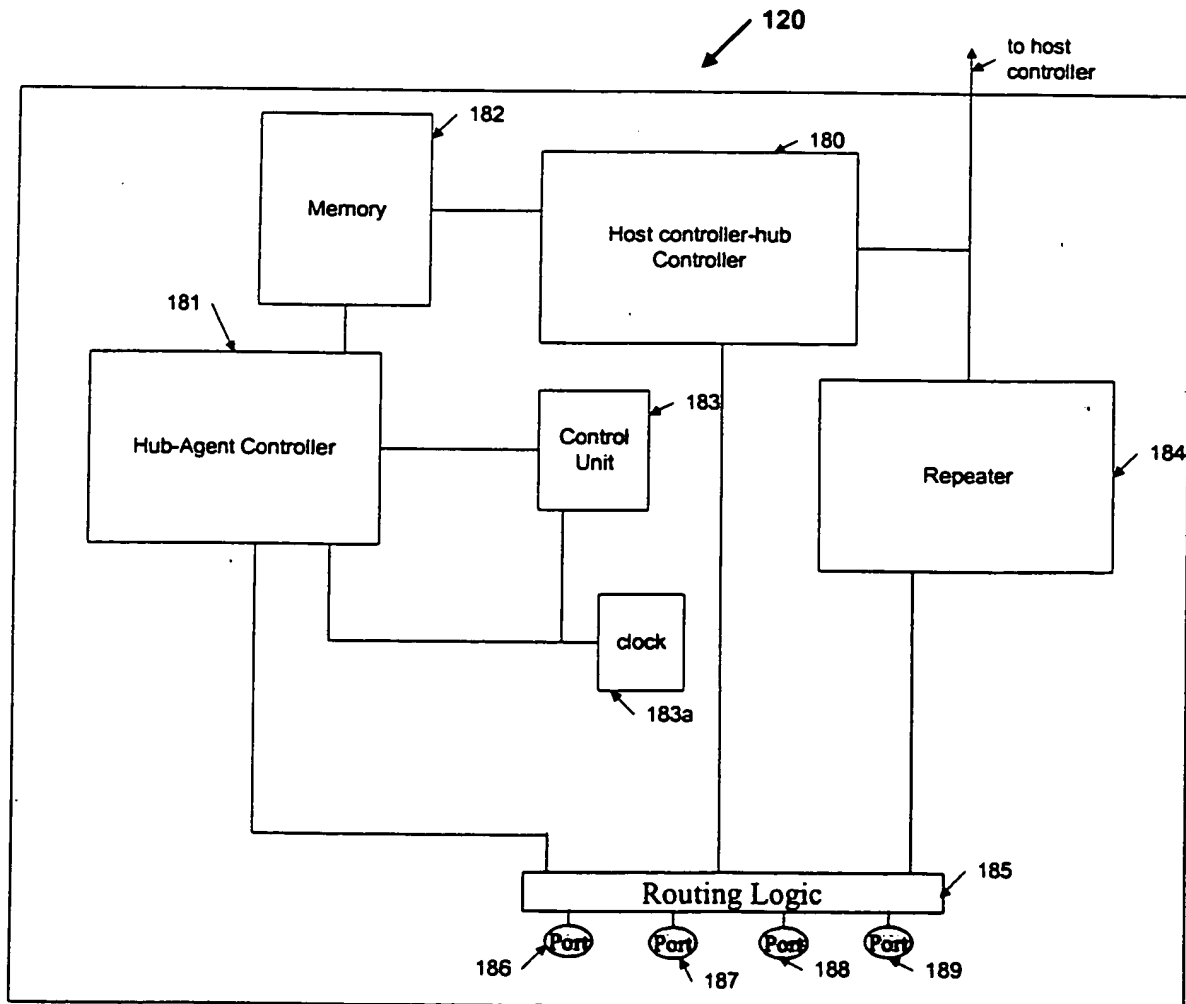 120
to host
controller
182
180
Memory
Host controller-hub
Controller
181
183
Hub-Agent Controller
Control
Unit
184
Repeater
clock
183a
185
Routing Logic
Port
Port
Port
Port
186
187
188
189